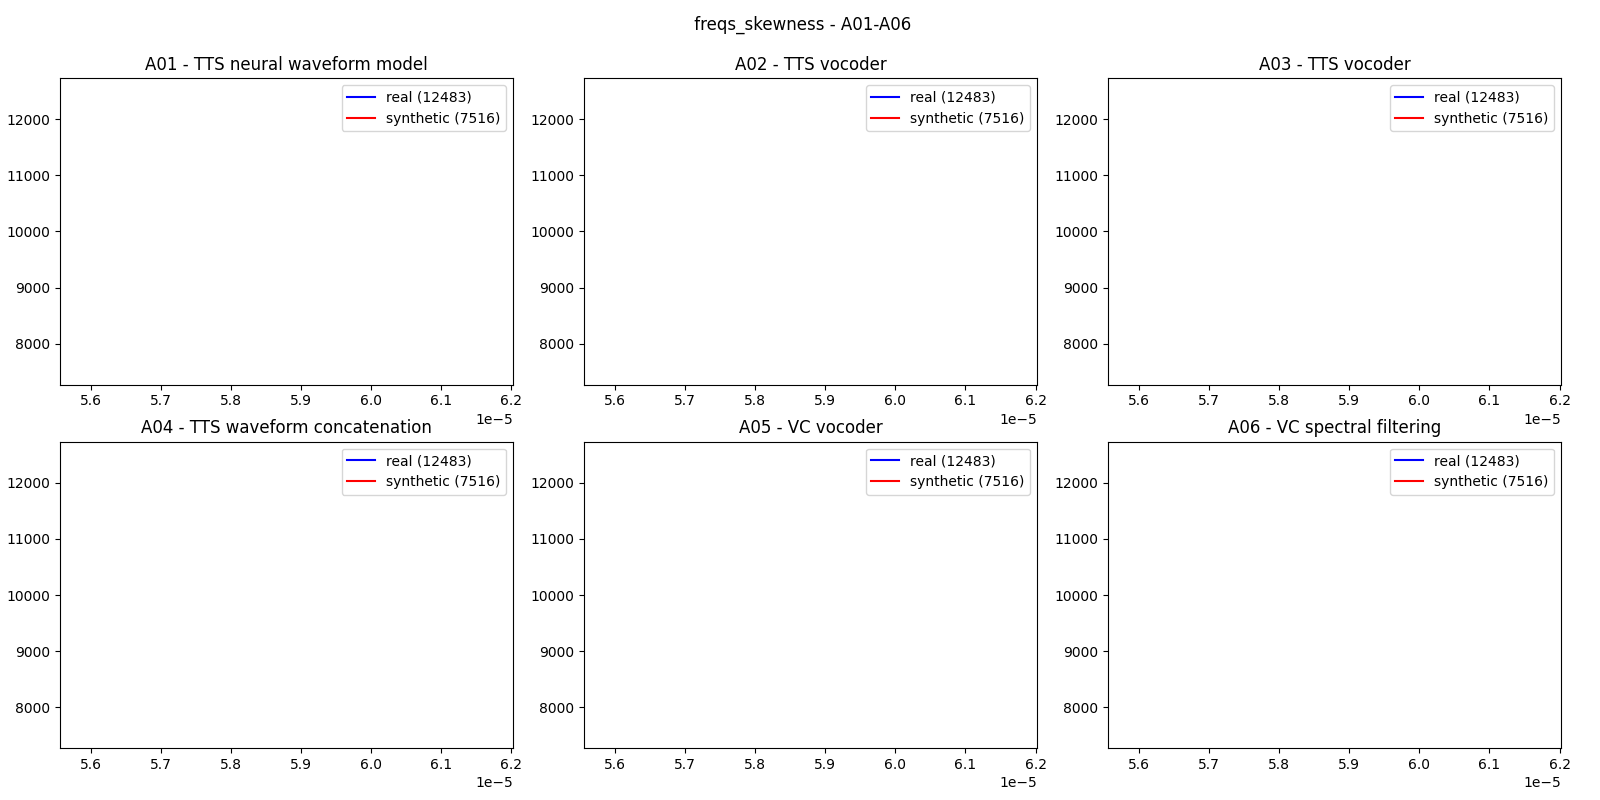 freqs_skewness - A01-A06
A01 - TTS neural waveform model
real (12483)
synthetic (7516)
12000
11000
10000
9000
8000
5.6 5.7 5.8 5.9 6.0 6.1 6.2
1e−5
A02 - TTS vocoder
real (12483)
synthetic (7516)
12000
11000
10000
9000
8000
5.6 5.7 5.8 5.9 6.0 6.1 6.2
1e−5
A03 - TTS vocoder
real (12483)
synthetic (7516)
12000
11000
10000
9000
8000
5.6 5.7 5.8 5.9 6.0 6.1 6.2
1e−5
A04 - TTS waveform concatenation
real (12483)
synthetic (7516)
12000
11000
10000
9000
8000
5.6 5.7 5.8 5.9 6.0 6.1 6.2
1e−5
A05 - VC vocoder
real (12483)
synthetic (7516)
12000
11000
10000
9000
8000
5.6 5.7 5.8 5.9 6.0 6.1 6.2
1e−5
A06 - VC spectral filtering
real (12483)
synthetic (7516)
12000
11000
10000
9000
8000
5.6 5.7 5.8 5.9 6.0 6.1 6.2
1e−5